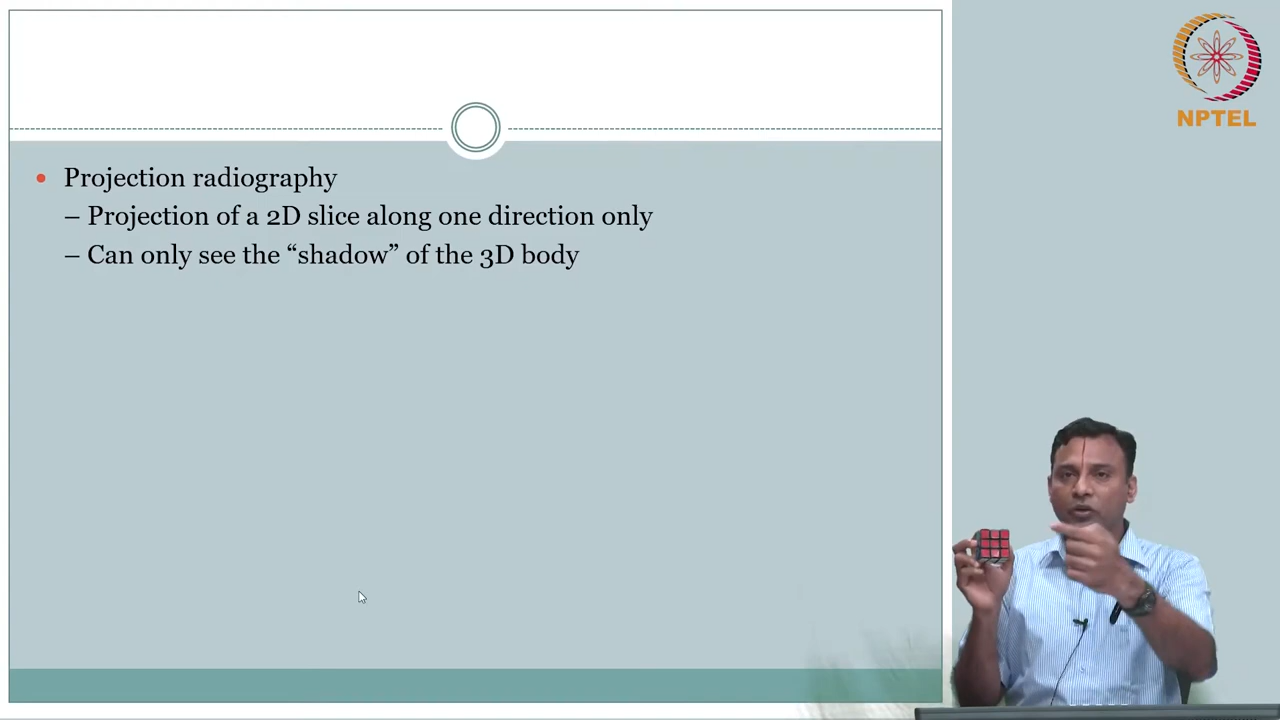 Projection radiography
– Projection of a 2D slice along one direction only
– Can only see the “shadow” of the 3D body
NPTEL